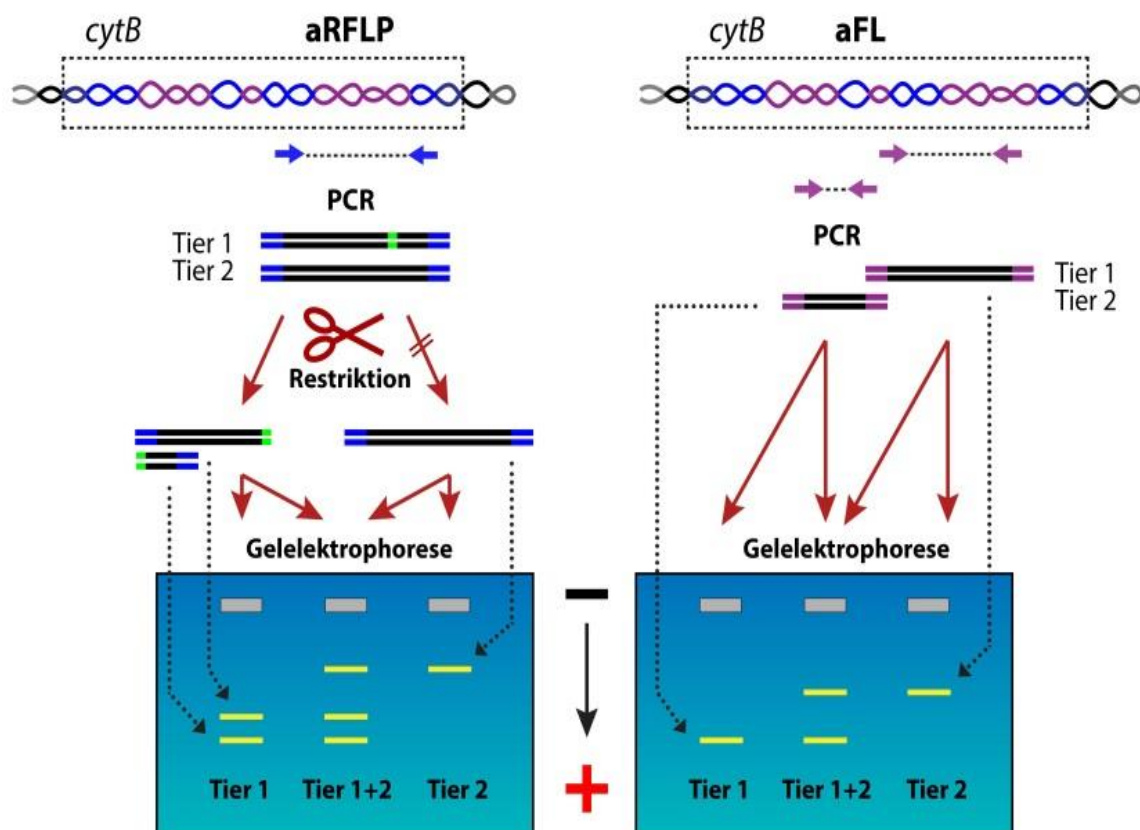 cytB aRFLP
PCR
Tier 1
Tier 2
Restriktion
Gelelektrophorese
Tier 1 Tier 1+2 Tier 2
cytB aFL
PCR
Tier 1
Tier 2
Gelelektrophorese
Tier 1 Tier 1+2 Tier 2